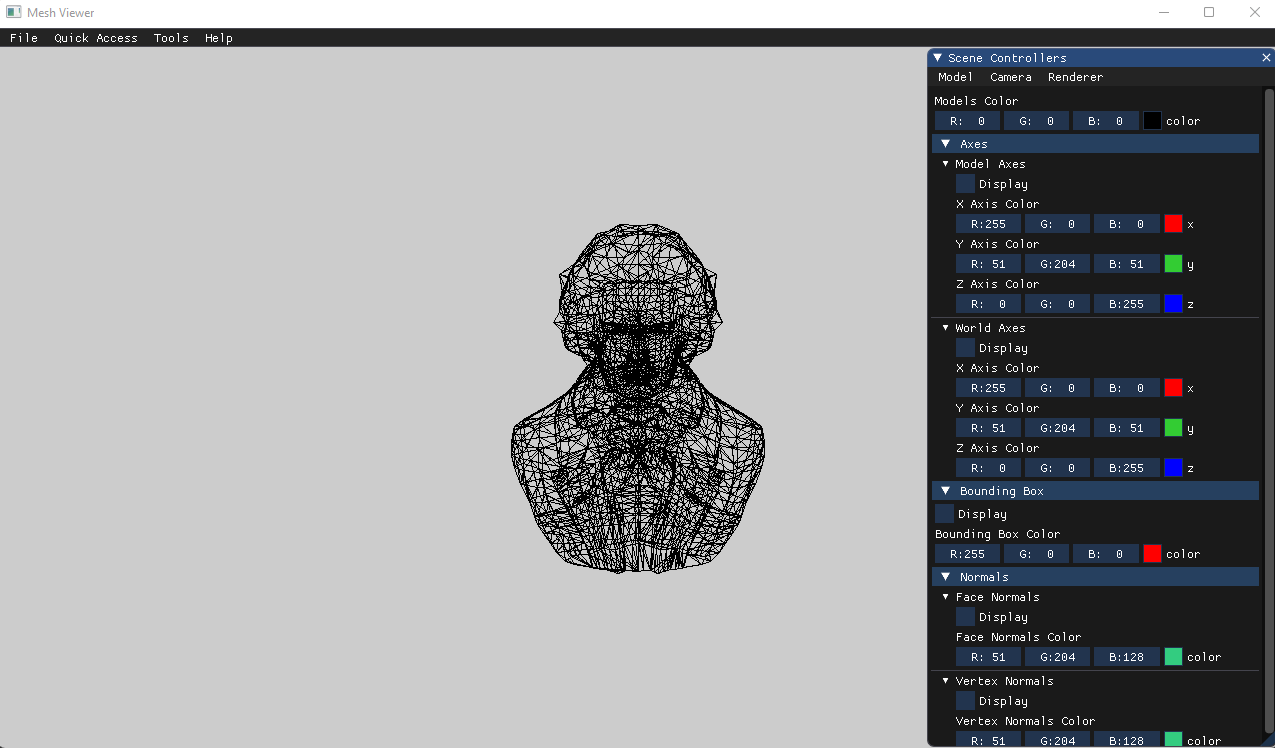 Mesh Viewer
File Quick Access Tools Help
Scene Controllers
Model Camera Renderer
Models Color
R: 0 G: 0 B: 0 color
Axes
Model Axes
Display
X Axis Color
R:255 G: 0 B: 0 x
Y Axis Color
R: 51 G:204 B: 51 y
Z Axis Color
R: 0 G: 0 B:255 z
World Axes
Display
X Axis Color
R:255 G: 0 B: 0 x
Y Axis Color
R: 51 G:204 B: 51 y
Z Axis Color
R: 0 G: 0 B:255 z
Bounding Box
Display
Bounding Box Color
R:255 G: 0 B: 0 color
Normals
Face Normals
Display
Face Normals Color
R: 51 G:204 B:128 color
Vertex Normals
Display
Vertex Normals Color
R: 51 G:204 B:128 color